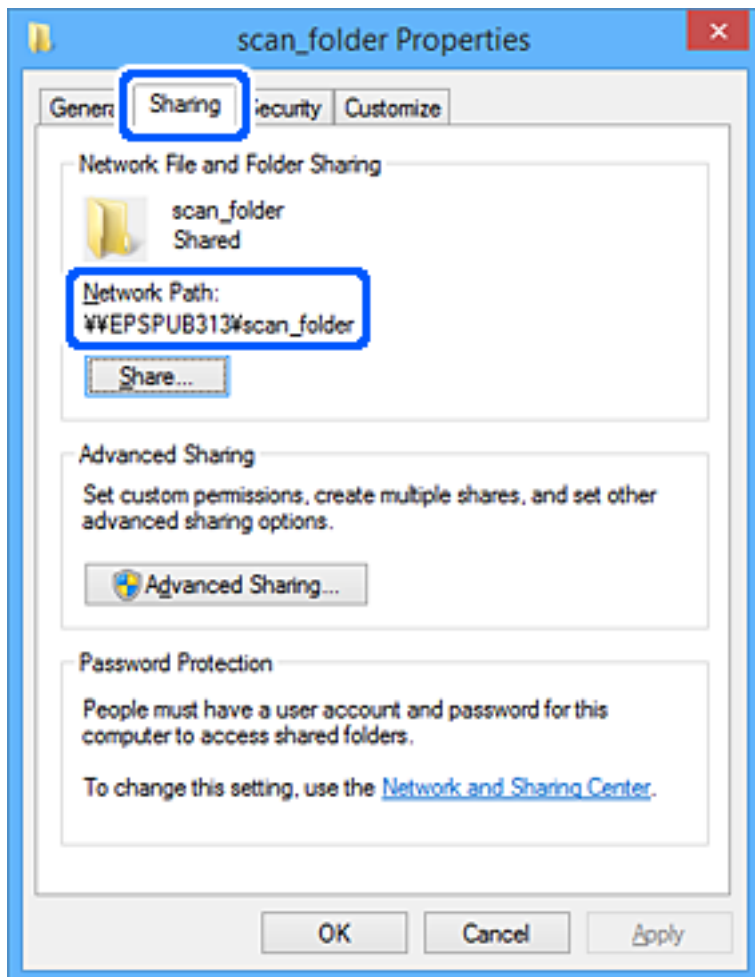 scan_folder Properties
General Sharing Security Customize
Network File and Folder Sharing
scan_folder
Shared
Network Path:
¥¥EPSPUB313¥scan_folder
Share...
Advanced Sharing
Set custom permissions, create multiple shares, and set other
advanced sharing options.
Advanced Sharing...
Password Protection
People must have a user account and password for this
computer to access shared folders.
To change this setting, use the Network and Sharing Center.
OK Cancel Apply